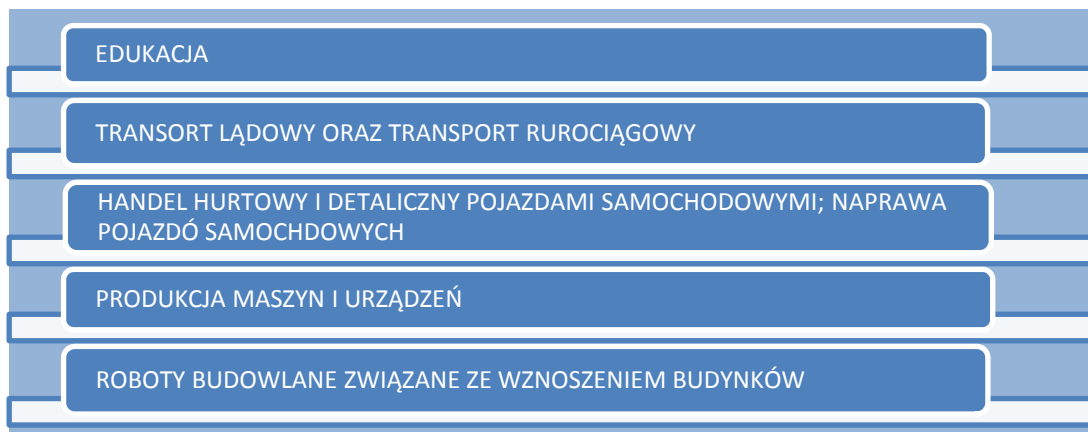 EDUKACJA
TRANSORT LĄDOWY ORAZ TRANSPORT RUROCIĄGOWY
HANDEL HURTOWY I DETALICZNY POJAZDAMI SAMOCHODOWYMI; NAPRAWA
POJAZDÓ SAMOCHDOWYCH
PRODUKCJA MASZYN I URZĄDZEŃ
ROBOTY BUDOWLANE ZWIĄZANE ZE WZNOSZENIEM BUDYNKÓW